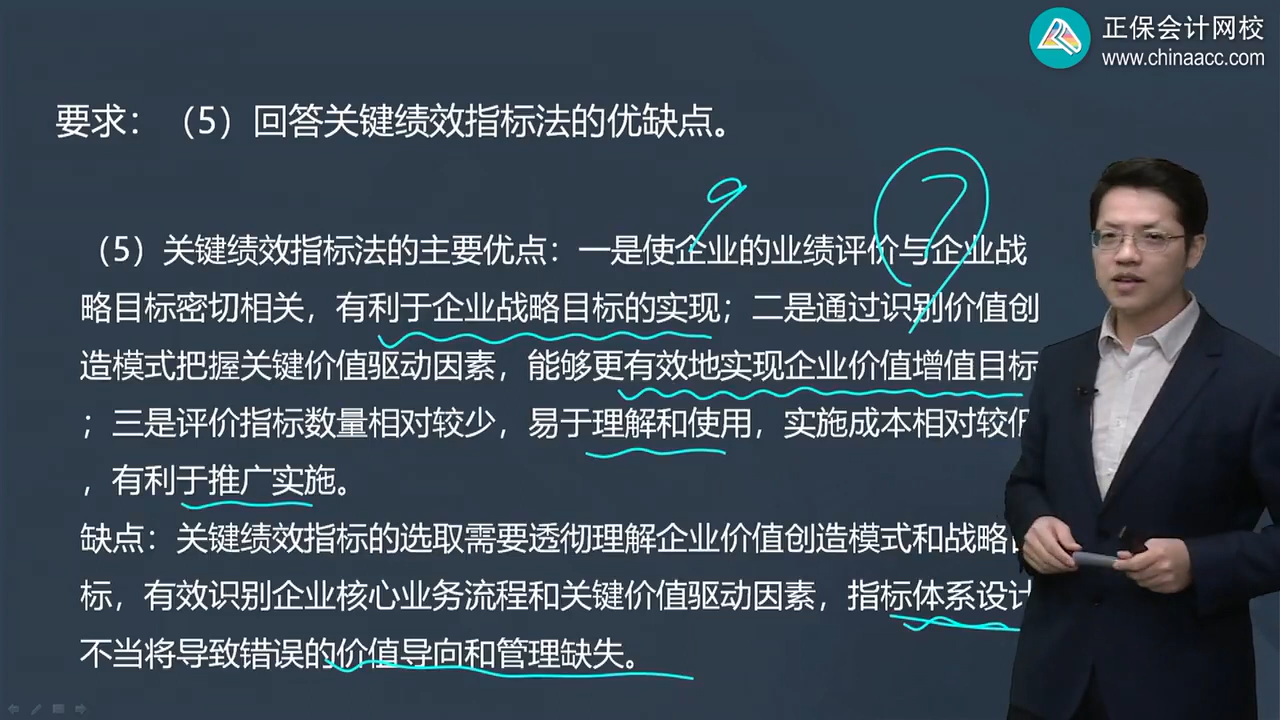 正保会计网校
www.chinaacc.com
要求：（5）回答关键绩效指标法的优缺点。
（5）关键绩效指标法的主要优点：一是使企业的业绩评价与企业战
略目标密切相关，有利于企业战略目标的实现；二是通过识别价值创
造模式把握关键价值驱动因素，能够更有效地实现企业价值增值目标
；三是评价指标数量相对较少，易于理解和使用，实施成本相对较低
，有利于推广实施。
缺点：关键绩效指标的选取需要透彻理解企业价值创造模式和战略
标，有效识别企业核心业务流程和关键价值驱动因素，指标体系设计
不当将导致错误的价值导向和管理缺失。